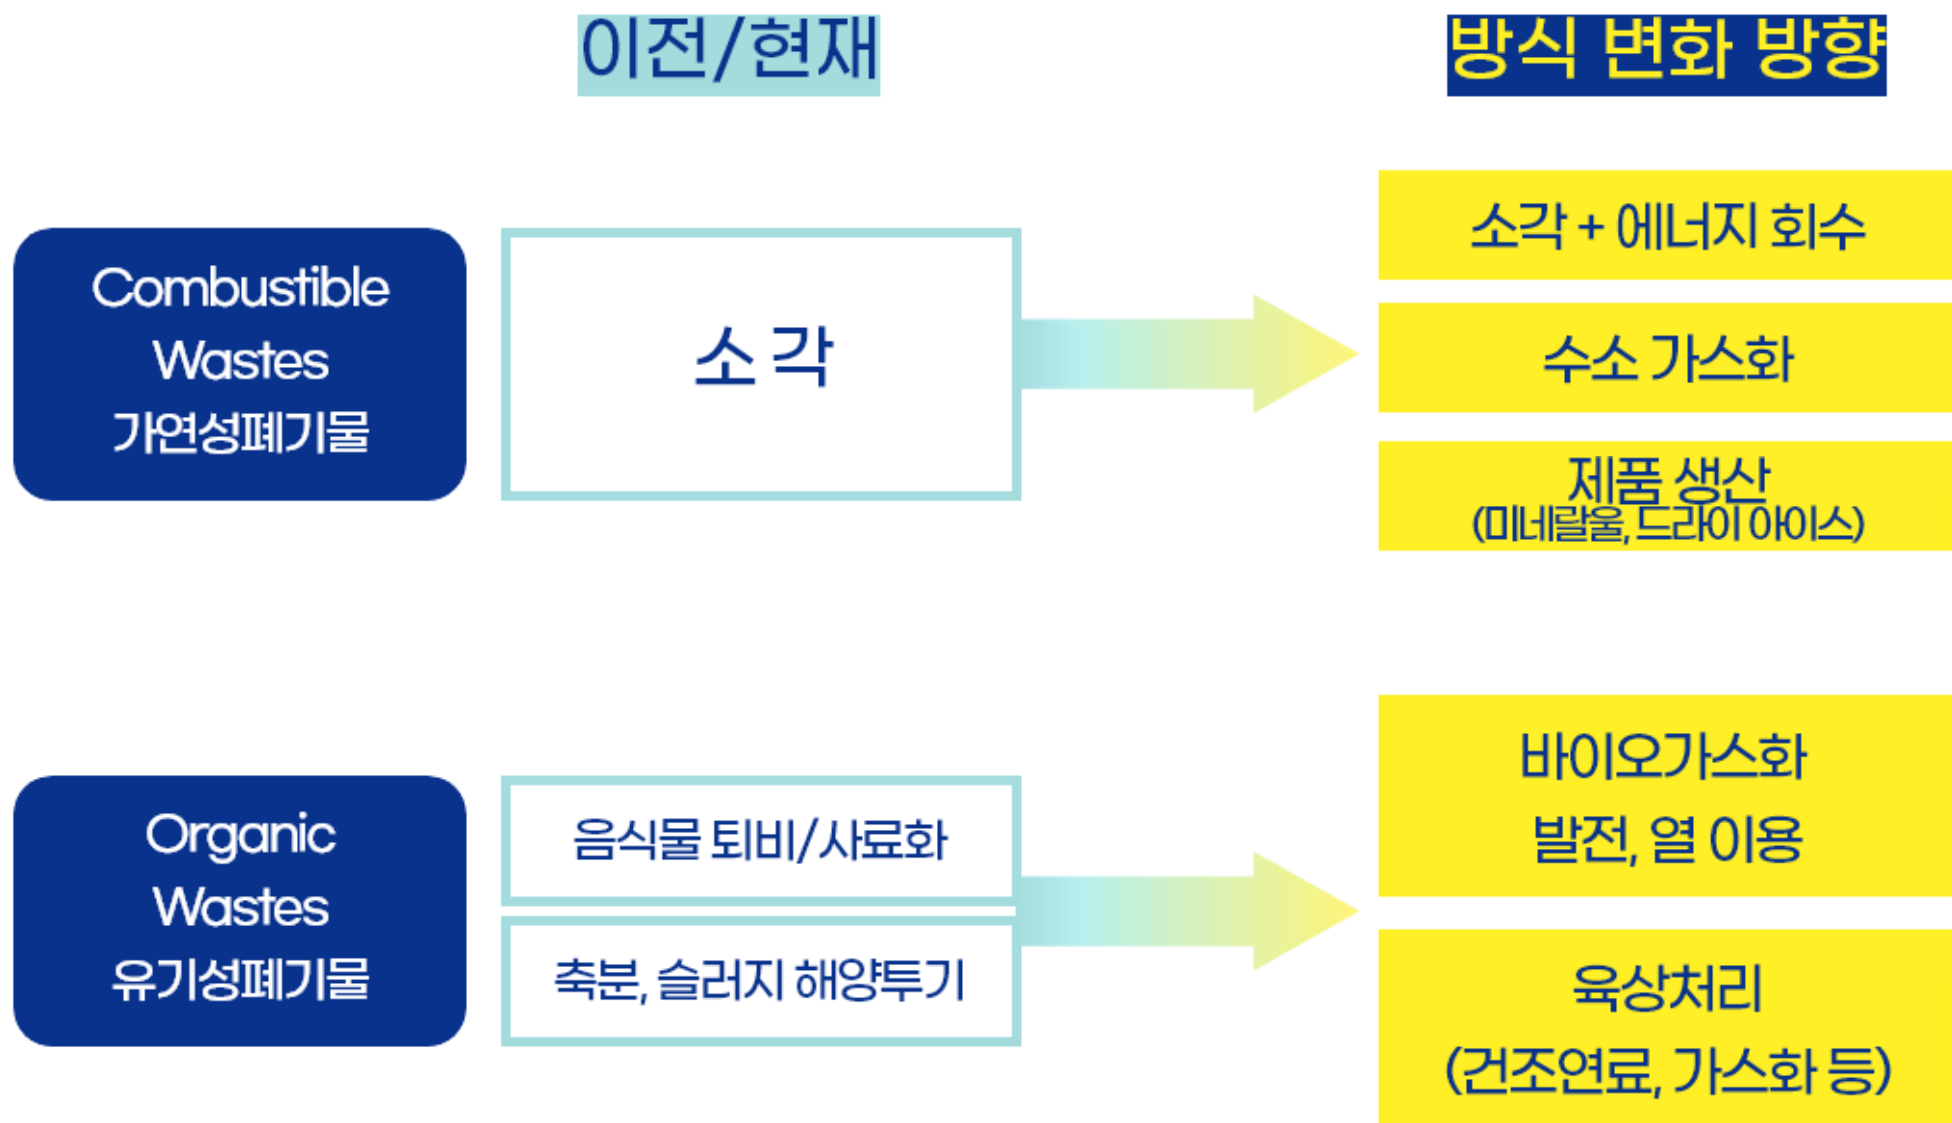 이전/현재
방식 변화 방향
Combustible
Wastes
가연성폐기물
소각
소각 + 에너지 회수
수소 가스화
제품 생산
(미네랄울, 드라이 아이스)
Organic
Wastes
유기성폐기물
음식물 퇴비/사료화
축분, 슬러지 해양투기
바이오가스화
발전, 열 이용
육상처리
(건조연료, 가스화 등)